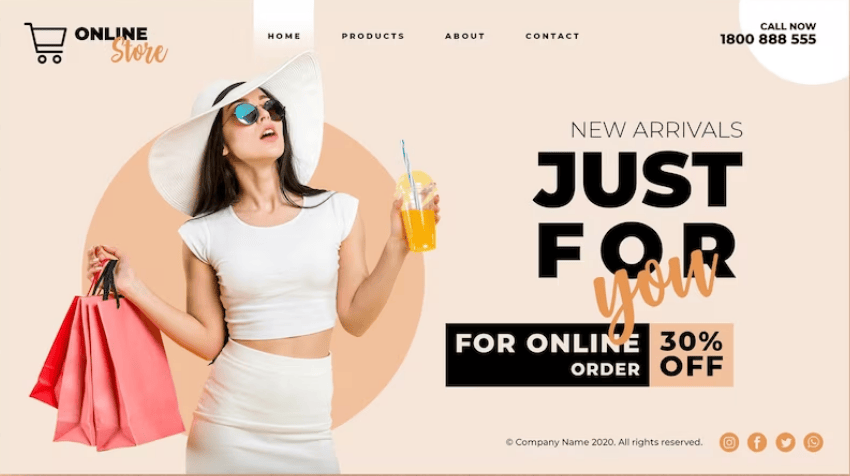 ONLINE
Store
HOME PRODUCTS ABOUT CONTACT
CALL NOW
1800 888 555
NEW ARRIVALS
JUST
FOR
you
FOR ONLINE
ORDER
30%
OFF
© Company Name 2020. All rights reserved.